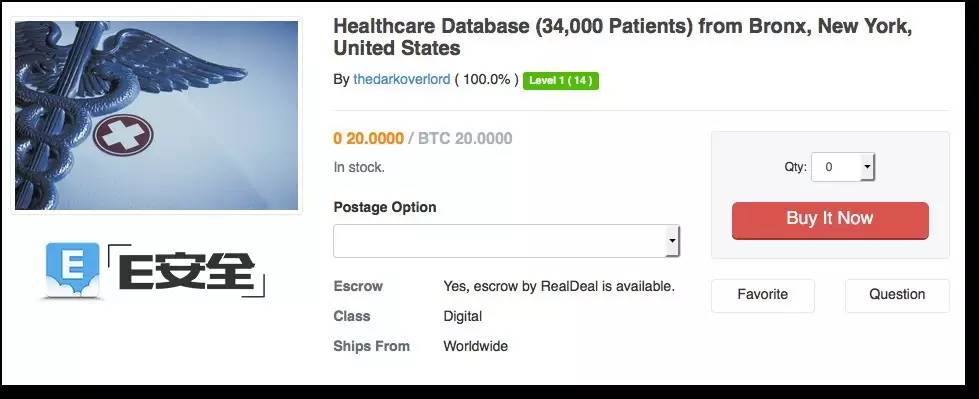 Healthcare Database (34,000 Patients) from Bronx, New York,
United States
By thedarkoverlord ( 100.0% ) Level 1 ( 14 )
0 20.0000 / BTC 20.0000
In stock.
Qty: 0
Buy It Now
Postage Option
Favorite Question
Escrow Yes, escrow by RealDeal is available.
Class Digital
Ships From Worldwide
E E安全